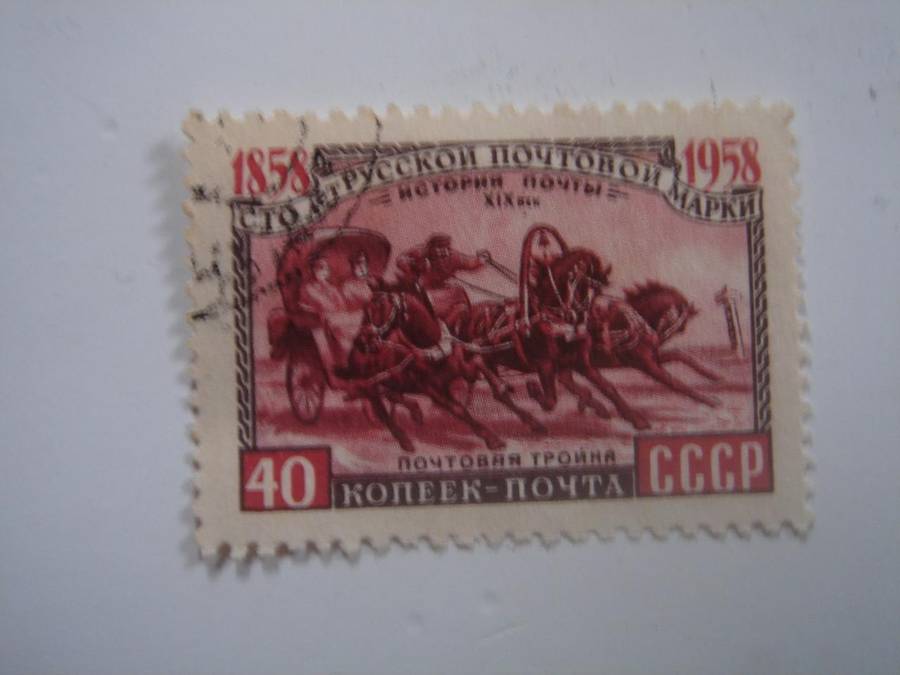 1858 1958
СТО ЛЕТ РУССКОЙ ПОЧТОВОЙ МАРКИ
ИСТОРИЯ ПОЧТЫ
XIX век
ПОЧТОВАЯ ТРОЙКА
40 КОПЕЕК-ПОЧТА СССР